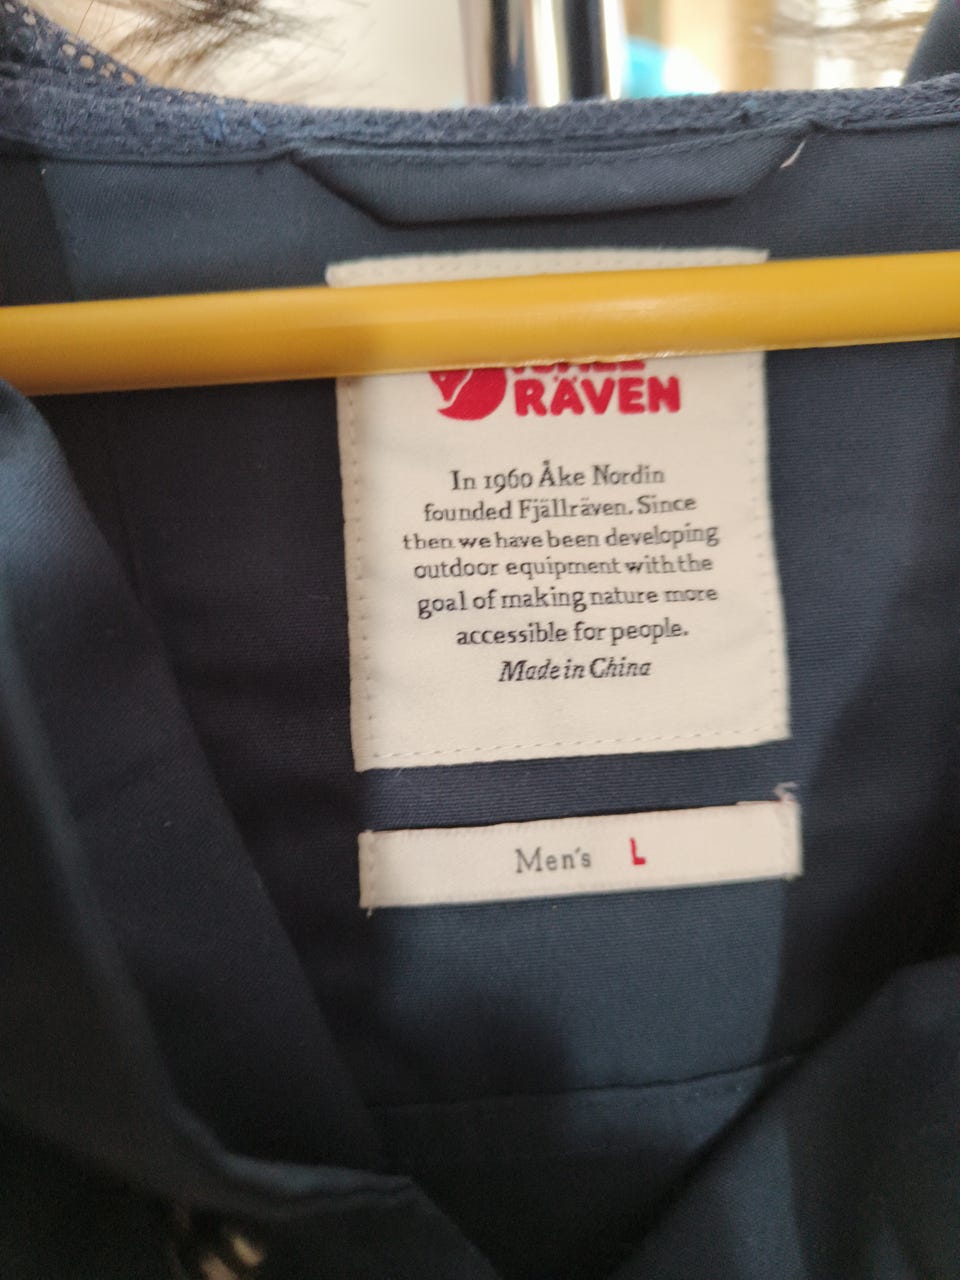 RÄVEN
In 1960 Åke Nordin
founded Fjällräven. Since
then we have been developing
outdoor equipment with the
goal of making nature more
accessible for people.
Made in China
Men's L